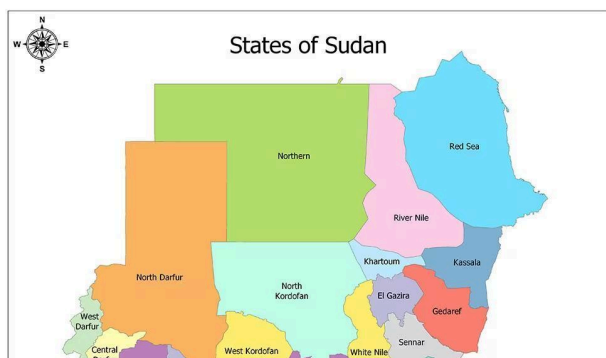 N
W E
S
States of Sudan
Northern
Red Sea
River Nile
Khartoum
Kassala
North Darfur
North
Kordofan
El Gazira
Gedaref
West
Darfur
Central
West Kordofan
White Nile
Sennar